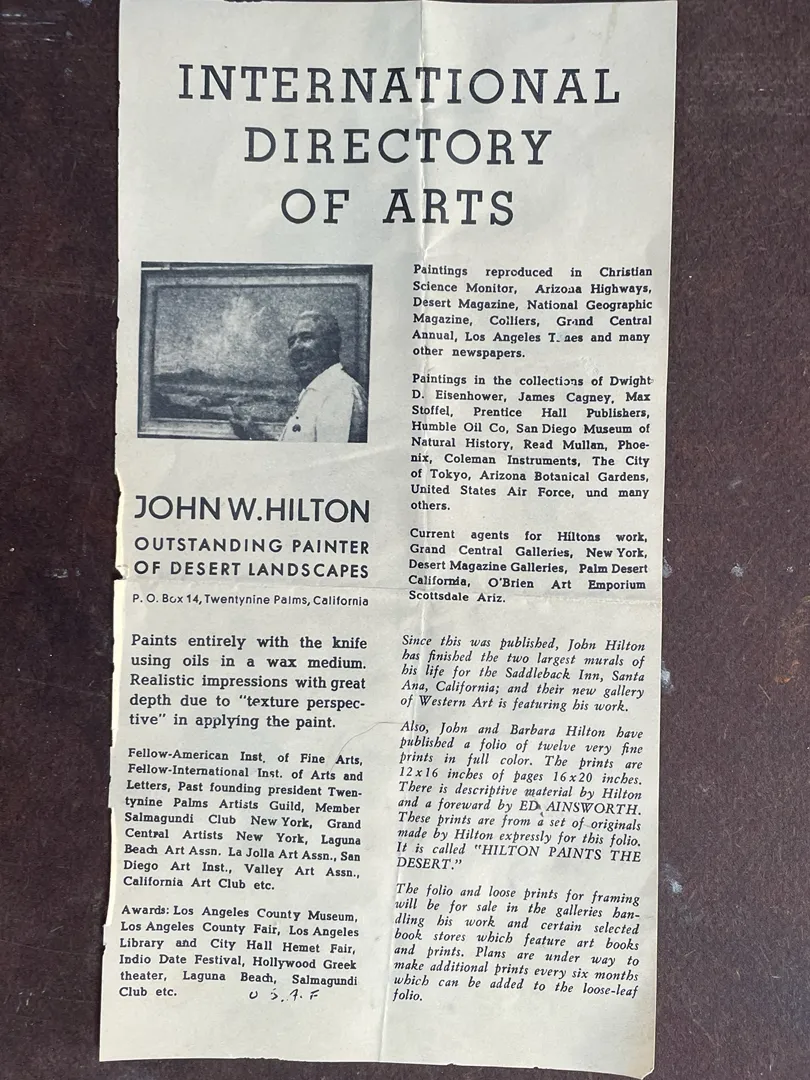 INTERNATIONAL
DIRECTORY
OF ARTS
JOHN W. HILTON
OUTSTANDING PAINTER
OF DESERT LANDSCAPES
P. O. Box 14, Twentynine Palms, California
Paints entirely with the knife
using oils in a wax medium.
Realistic impressions with great
depth due to "texture perspec-
tive" in applying the paint.
Fellow-American Inst. of Fine Arts,
Fellow-International Inst. of Arts and
Letters, Past founding president Twen-
tynine Palms Artists Guild, Member
Salmagundi Club New York, Grand
Central Artists New York, Laguna
Beach Art Assn. La Jolla Art Assn., San
Diego Art Inst., Valley Art Assn.,
California Art Club etc.
Awards: Los Angeles County Museum,
Los Angeles County Fair, Los Angeles
Library and City Hall Hemet Fair,
Indio Date Festival, Hollywood Greek
theater, Laguna Beach, Salmagundi
Club etc. U S.A.F
Paintings reproduced in Christian
Science Monitor, Arizona Highways,
Desert Magazine, National Geographic
Magazine, Colliers, Grand Central
Annual, Los Angeles and many
other newspapers.
Paintings in the collections of Dwight
D. Eisenhower, James Cagney, Max
Stoffel, Prentice Hall Publishers,
Humble Oil Co, San Diego Museum of
Natural History, Read Mullan, Phoe-
nix, Coleman Instruments, The City
of Tokyo, Arizona Botanical Gardens,
United States Air Force, und many
others.
Current agents for Hiltons work,
Grand Central Galleries, New York,
Desert Magazine Galleries, Palm Desert
California, O'Brien Art Emporium
Scottsdale Ariz.
Since this was published, John Hilton
has finished the two largest murals of
his life for the Saddleback Inn, Santa
Ana, California; and their new gallery
of Western Art is featuring his work.
Also, John and Barbara Hilton have
published a folio of twelve very fine
prints in full color. The prints are
12x16 inches of pages 16x20 inches.
There is descriptive material by Hilton
and a foreward by ED AINSWORTH.
These prints are from a set of originals
made by Hilton expressly for this folio.
It is called "HILTON PAINTS THE
DESERT."
The folio and loose prints for framing
will be for sale in the galleries han-
dling his work and certain selected
book stores which feature art books
and prints. Plans are under way to
make additional prints every six months
which can be added to the loose-leaf
folio.